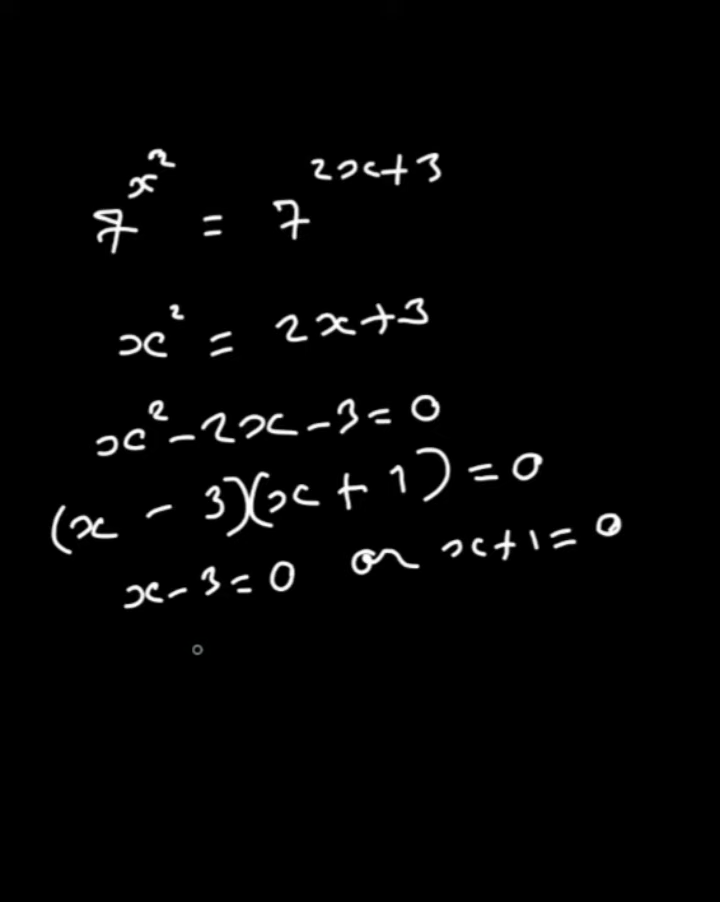 7^{x^2} = 7^{2x+3}
x² = 2x+3
x²-2x-3=0
(x - 3)(x + 1)=0
x-3=0 or x+1=0